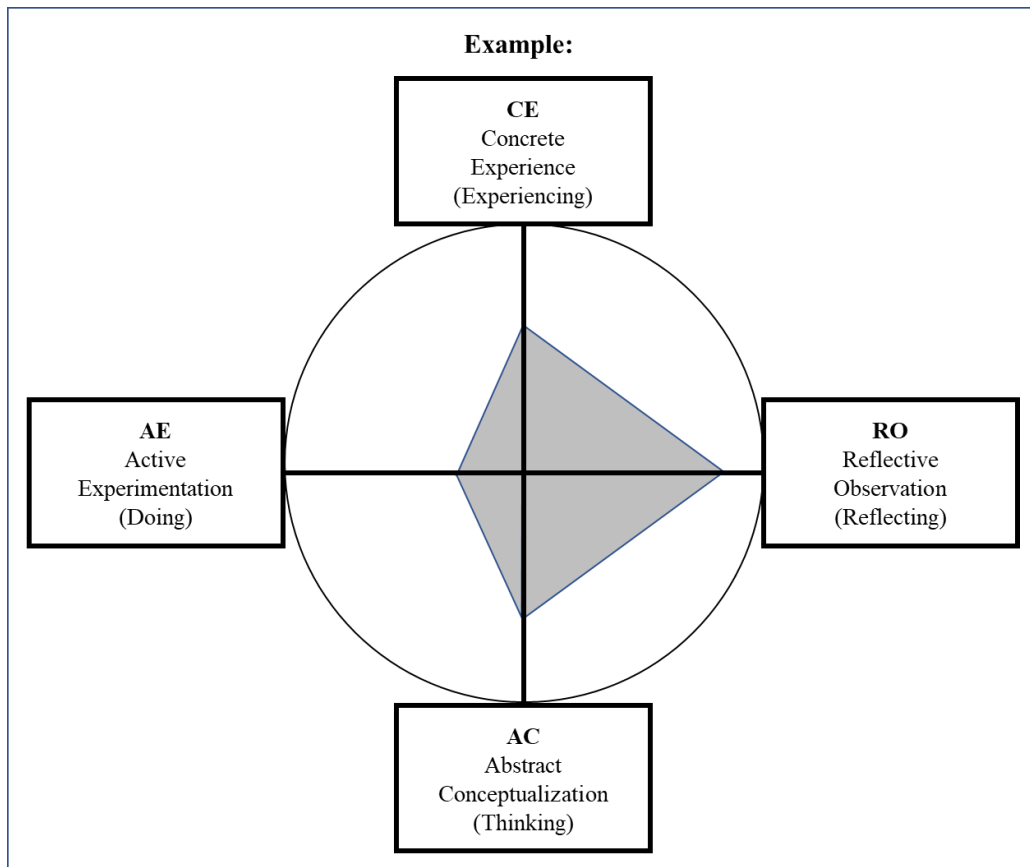 Example:
CE
Concrete
Experience
(Experiencing)
AE
Active
Experimentation
(Doing)
RO
Reflective
Observation
(Reflecting)
AC
Abstract
Conceptualization
(Thinking)